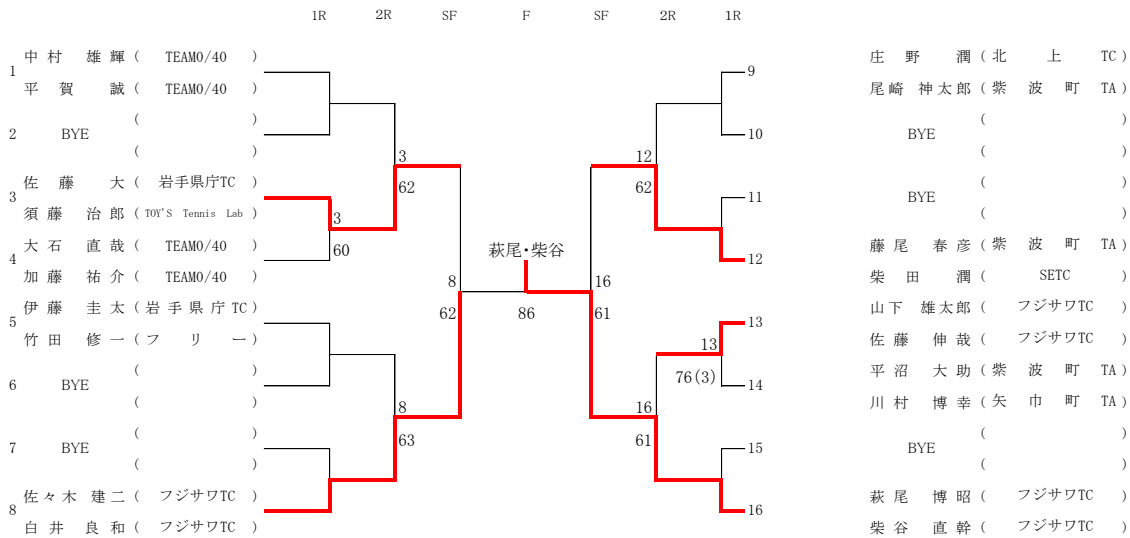 1R 2R SF F SF 2R 1R
中村 雄輝 ( TEAM0/40 )
1
平賀 誠 ( TEAM0/40 )
( )
2 BYE
( )
佐藤 大 ( 岩手県庁TC )
3
須藤 治郎 ( TOY'S Tennis Lab )
大石 直哉 ( TEAM0/40 )
4
加藤 祐介 ( TEAM0/40 )
伊藤 圭太 ( 岩手県庁TC )
5
竹田 修一 ( フリー )
( )
6 BYE
( )
( )
7 BYE
( )
佐々木 建二 ( フジサワTC )
8
白井 良和 ( フジサワTC )
3
60
3
62
8
63
8
62
萩尾・柴谷
86
16
61
12
62
13
76(3)
16
61
9
10
11
12
13
14
15
16
庄野 潤 ( 北上TC )
尾崎 神太郎 ( 紫波町TA )
( )
BYE
( )
( )
BYE
( )
藤尾 春彦 ( 紫波町TA )
柴田 潤 ( SETC )
山下 雄太郎 ( フジサワTC )
佐藤 伸哉 ( フジサワTC )
平沼 大助 ( 紫波町TA )
川村 博幸 ( 矢巾町TA )
( )
BYE
( )
萩尾 博昭 ( フジサワTC )
柴谷 直幹 ( フジサワTC )